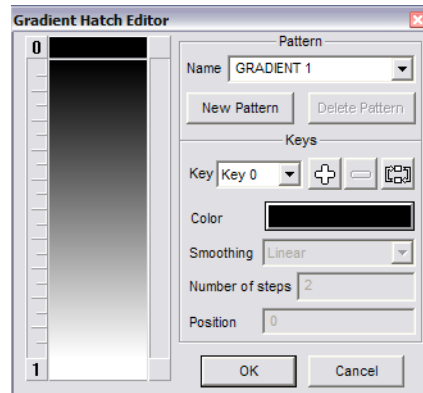 Gradient Hatch Editor
0
1
Pattern
Name GRADIENT 1
New Pattern Delete Pattern
Keys
Key Key 0
Color
Smoothing Linear
Number of steps 2
Position 0
OK Cancel